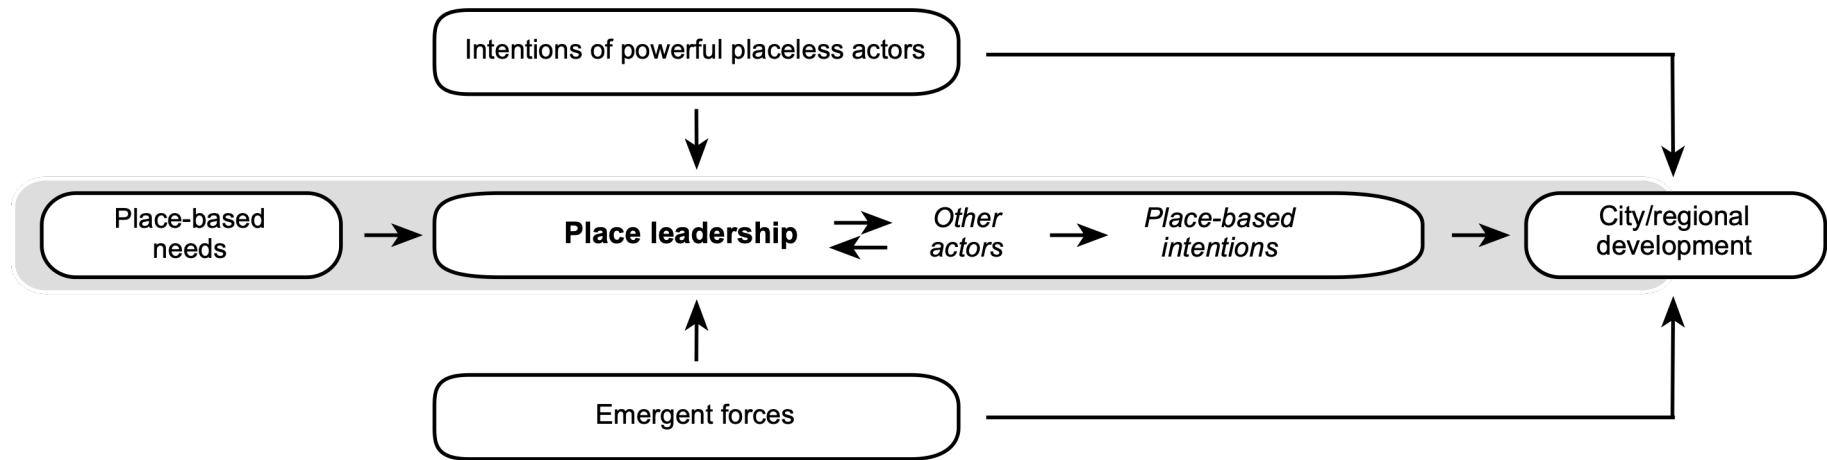 Intentions of powerful placeless actors
Place-based
needs
Place leadership
Other
actors
Place-based
intentions
City/regional
development
Emergent forces